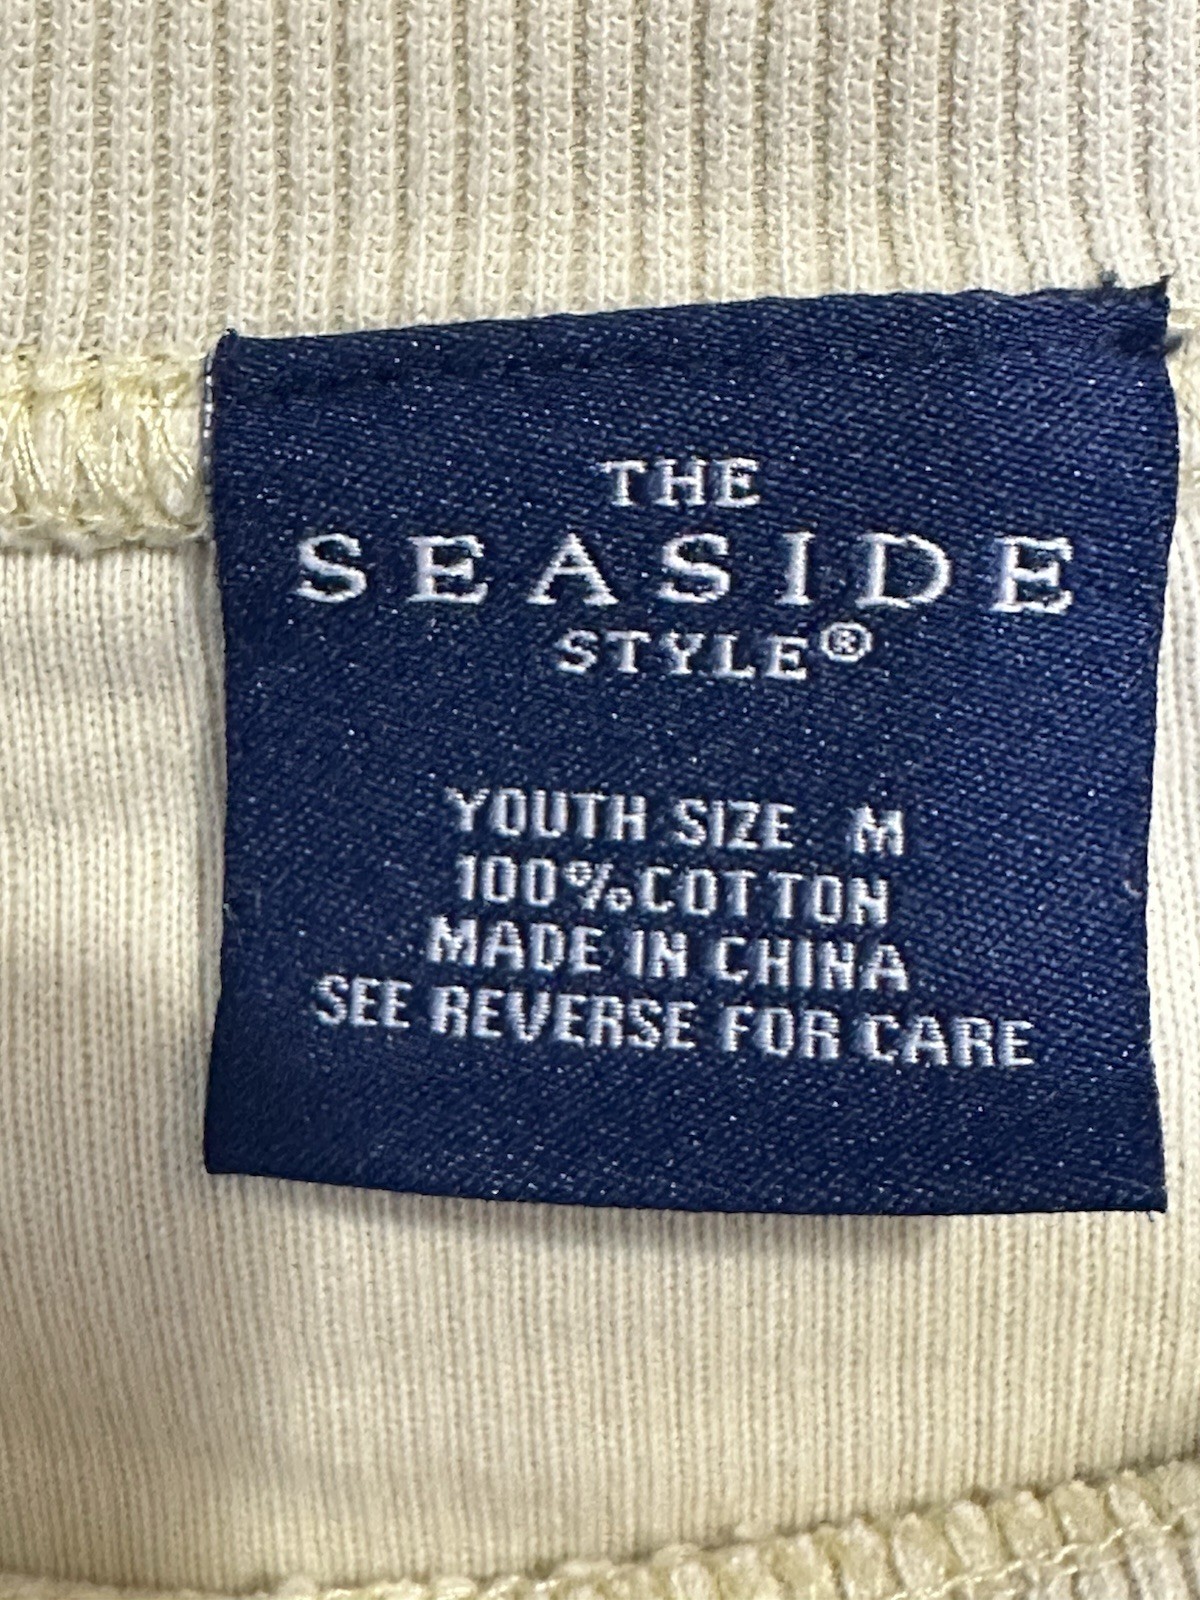 THE
SEASIDE
STYLE®
YOUTH SIZE M
100% COTTON
MADE IN CHINA
SEE REVERSE FOR CARE